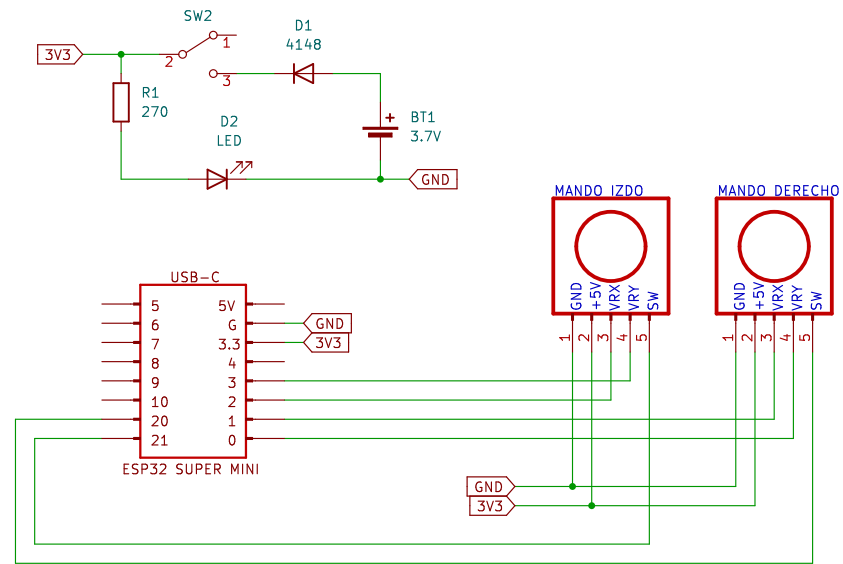 SW2
1
2
3
3V3
D1
4148
R1
270
D2
LED
+
BT1
3.7V
GND
MANDO IZDO
GND
+5V
VRX
VRY
SW
1
2
3
4
5
MANDO DERECHO
GND
+5V
VRX
VRY
SW
1
2
3
4
5
USB-C
5 5V
6 G GND
7 3.3 3V3
8 4
9 3
10 2
20 1
21 0
ESP32 SUPER MINI
GND
3V3